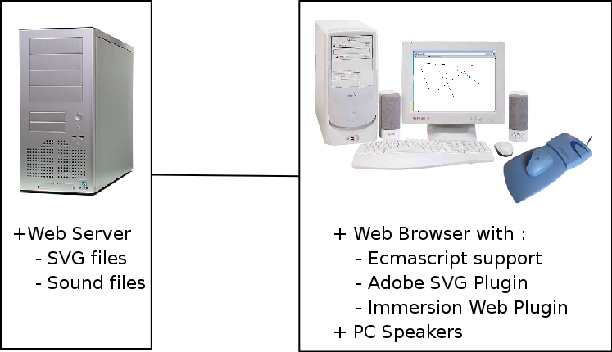 +Web Server
- SVG files
- Sound files
+ Web Browser with :
- Ecmascript support
- Adobe SVG Plugin
- Immersion Web Plugin
+ PC Speakers